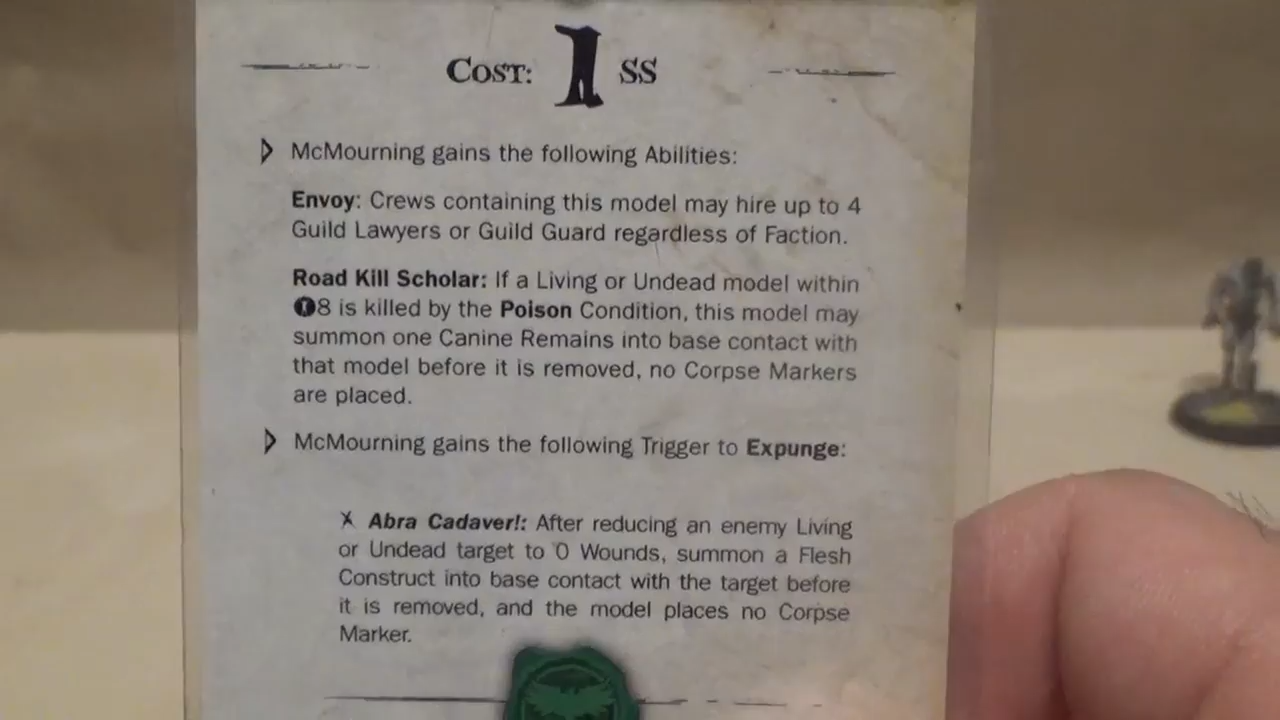 Cost: 1 SS
McMourning gains the following Abilities:
Envoy: Crews containing this model may hire up to 4
Guild Lawyers or Guild Guard regardless of Faction.
Road Kill Scholar: If a Living or Undead model within
8 is killed by the Poison Condition, this model may
summon one Canine Remains into base contact with
that model before it is removed, no Corpse Markers
are placed.
McMourning gains the following Trigger to Expunge:
Abra Cadaver!: After reducing an enemy Living
or Undead target to 0 Wounds, summon a Flesh
Construct into base contact with the target before
it is removed, and the model places no Corpse
Marker.